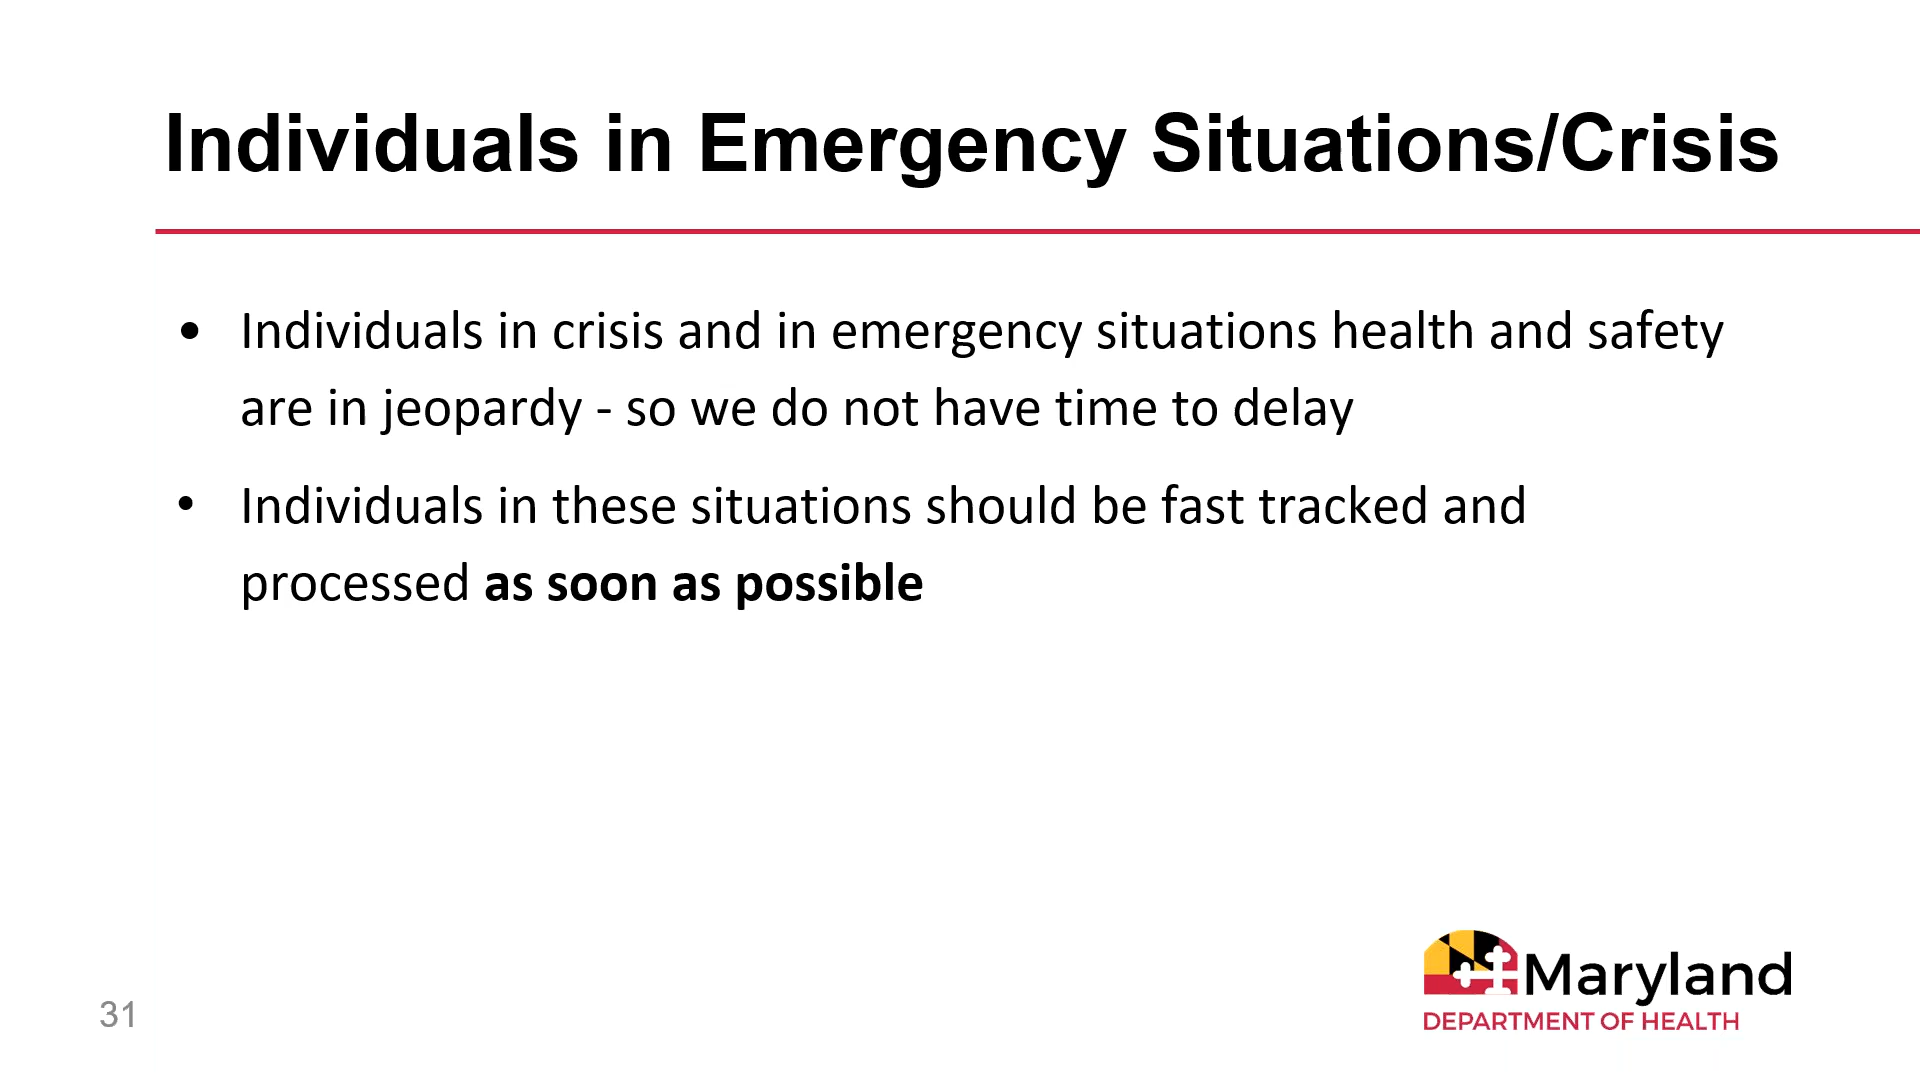 Individuals in Emergency Situations/Crisis
• Individuals in crisis and in emergency situations health and safety
are in jeopardy - so we do not have time to delay
• Individuals in these situations should be fast tracked and
processed as soon as possible
Maryland
DEPARTMENT OF HEALTH
31